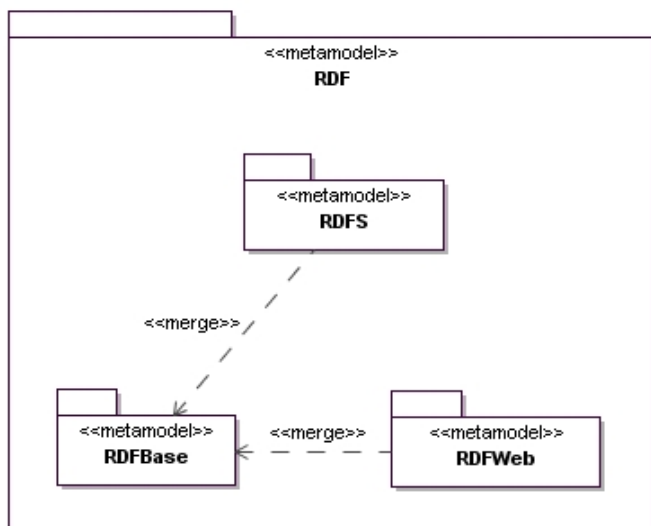 <<metamodel>>
RDF
<<metamodel>>
RDFS
<<merge>>
<<metamodel>>
RDFBase
<<merge>>
<<metamodel>>
RDFWeb